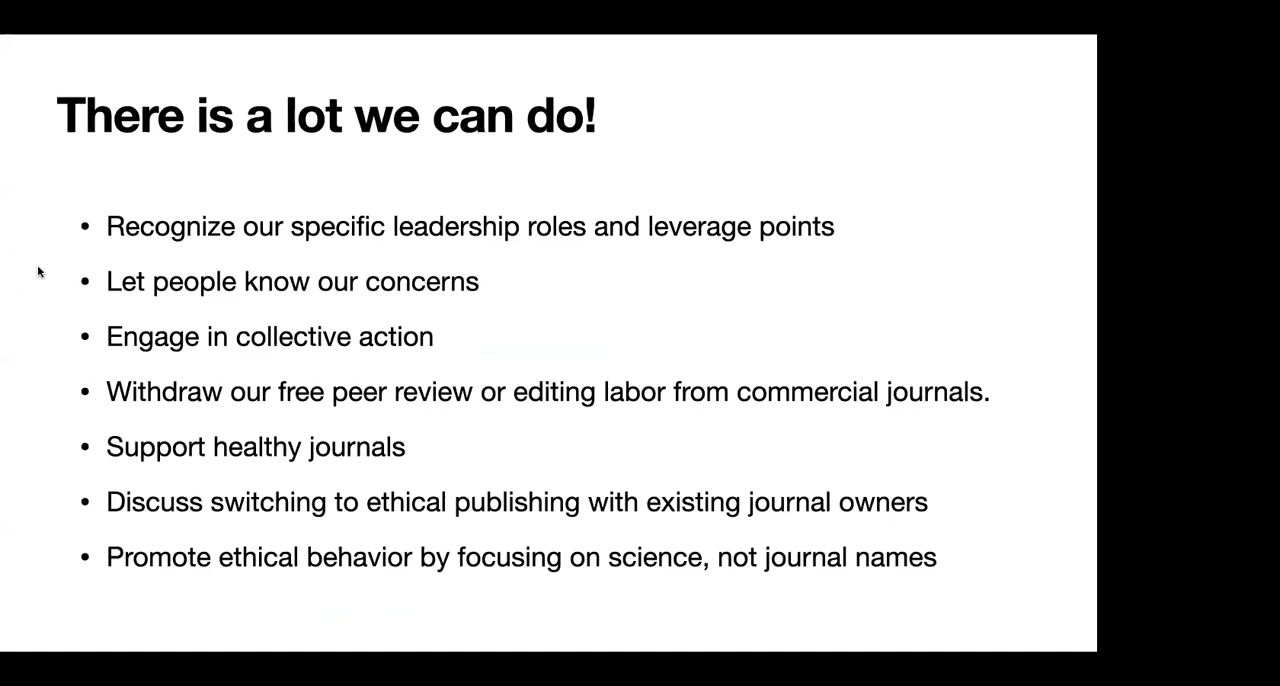 There is a lot we can do!
• Recognize our specific leadership roles and leverage points
• Let people know our concerns
• Engage in collective action
• Withdraw our free peer review or editing labor from commercial journals.
• Support healthy journals
• Discuss switching to ethical publishing with existing journal owners
• Promote ethical behavior by focusing on science, not journal names